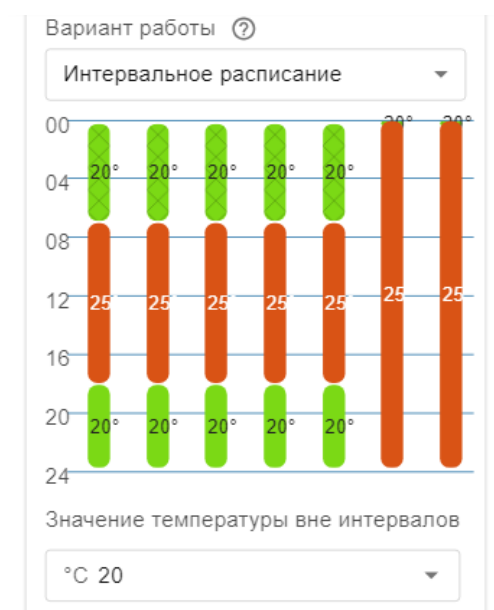 Вариант работы ?
Интервальное расписание
00 20° 20°
04 20° 20° 20° 20° 20°
08
12 25° 25° 25° 25° 25° 25 25
16
20 20° 20° 20° 20° 20°
24
Значение температуры вне интервалов
°C 20